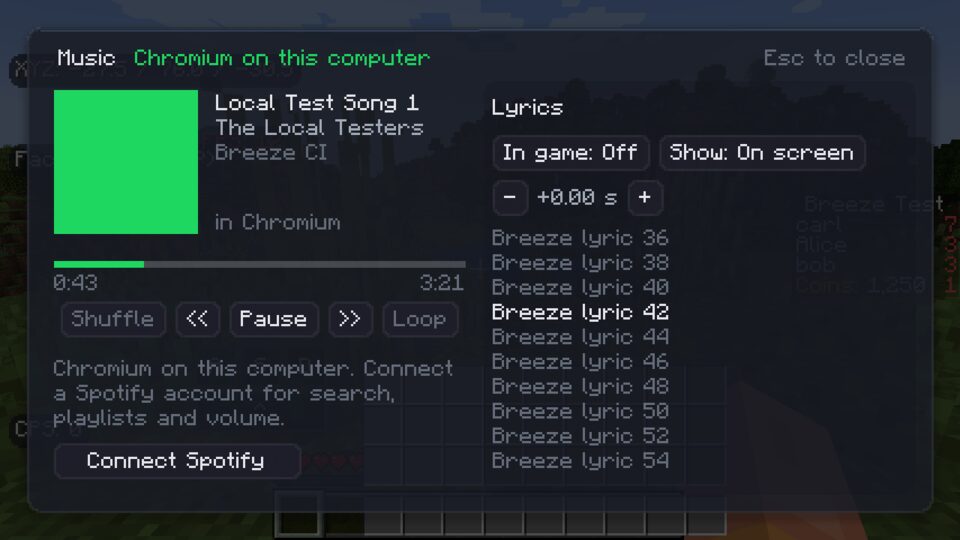 Music Chromium on this computer
Esc to close
Local Test Song 1
The Local Testers
Breeze CI
in Chromium
0:43
3:21
Shuffle << Pause >> Loop
Chromium on this computer. Connect
a Spotify account for search,
playlists and volume.
Connect Spotify
Lyrics
In game: Off Show: On screen
- +0.00 s +
Breeze lyric 36
Breeze lyric 38
Breeze lyric 40
Breeze lyric 42
Breeze lyric 44
Breeze lyric 46
Breeze lyric 48
Breeze lyric 50
Breeze lyric 52
Breeze lyric 54
Breeze Test
carl 7
Alice 3
bob 3
Coins: 1,250 1